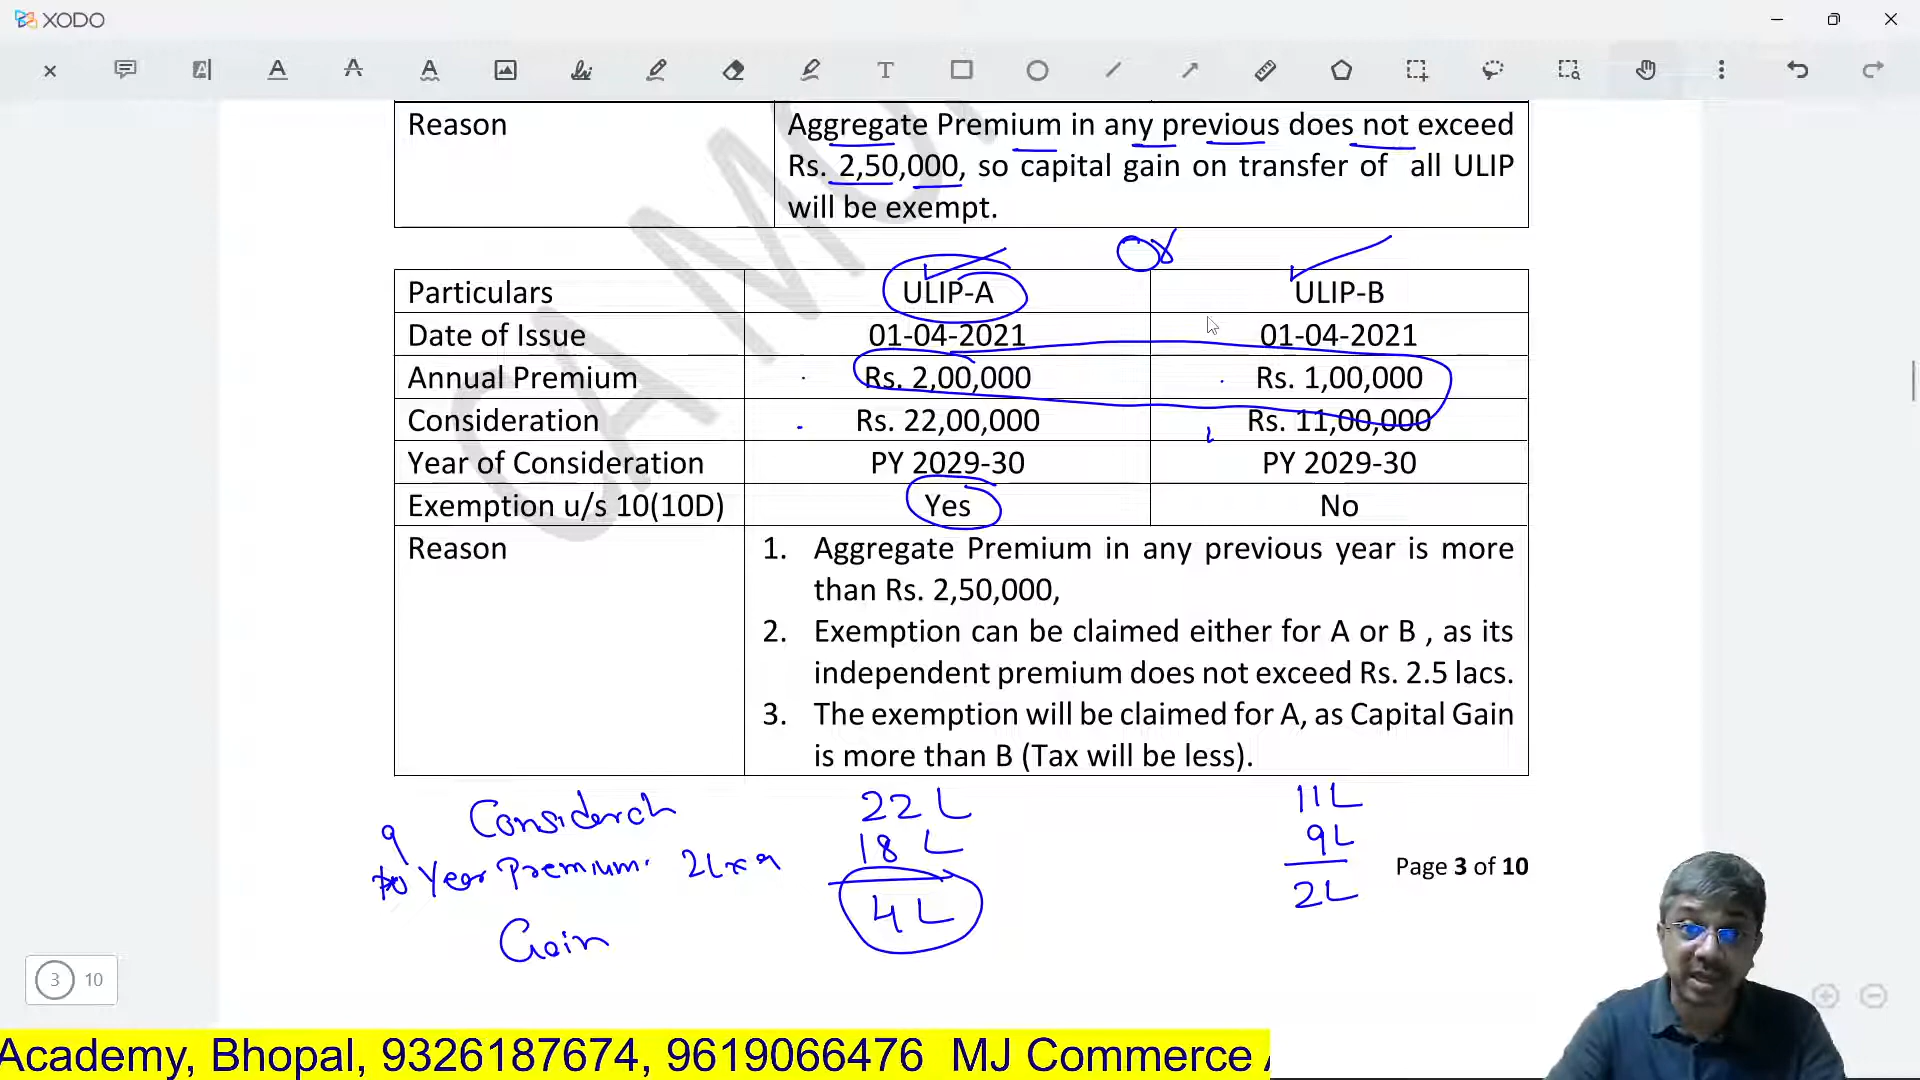 XODO
Reason
Aggregate Premium in any previous does not exceed
Rs. 2,50,000, so capital gain on transfer of all ULIP
will be exempt.
Or
Particulars ULIP-A ULIP-B
Date of Issue 01-04-2021 01-04-2021
Annual Premium Rs. 2,00,000 Rs. 1,00,000
Consideration Rs. 22,00,000 Rs. 11,00,000
Year of Consideration PY 2029-30 PY 2029-30
Exemption u/s 10(10D) Yes No
Reason
1. Aggregate Premium in any previous year is more
than Rs. 2,50,000,
2. Exemption can be claimed either for A or B , as its
independent premium does not exceed Rs. 2.5 lacs.
3. The exemption will be claimed for A, as Capital Gain
is more than B (Tax will be less).
22 L 11L
9 Year Premium. 2L x 9 18 L 9L
Gain 4 L 2L
Page 3 of 10
3 10
Academy, Bhopal, 9326187674, 9619066476 MJ Commerce